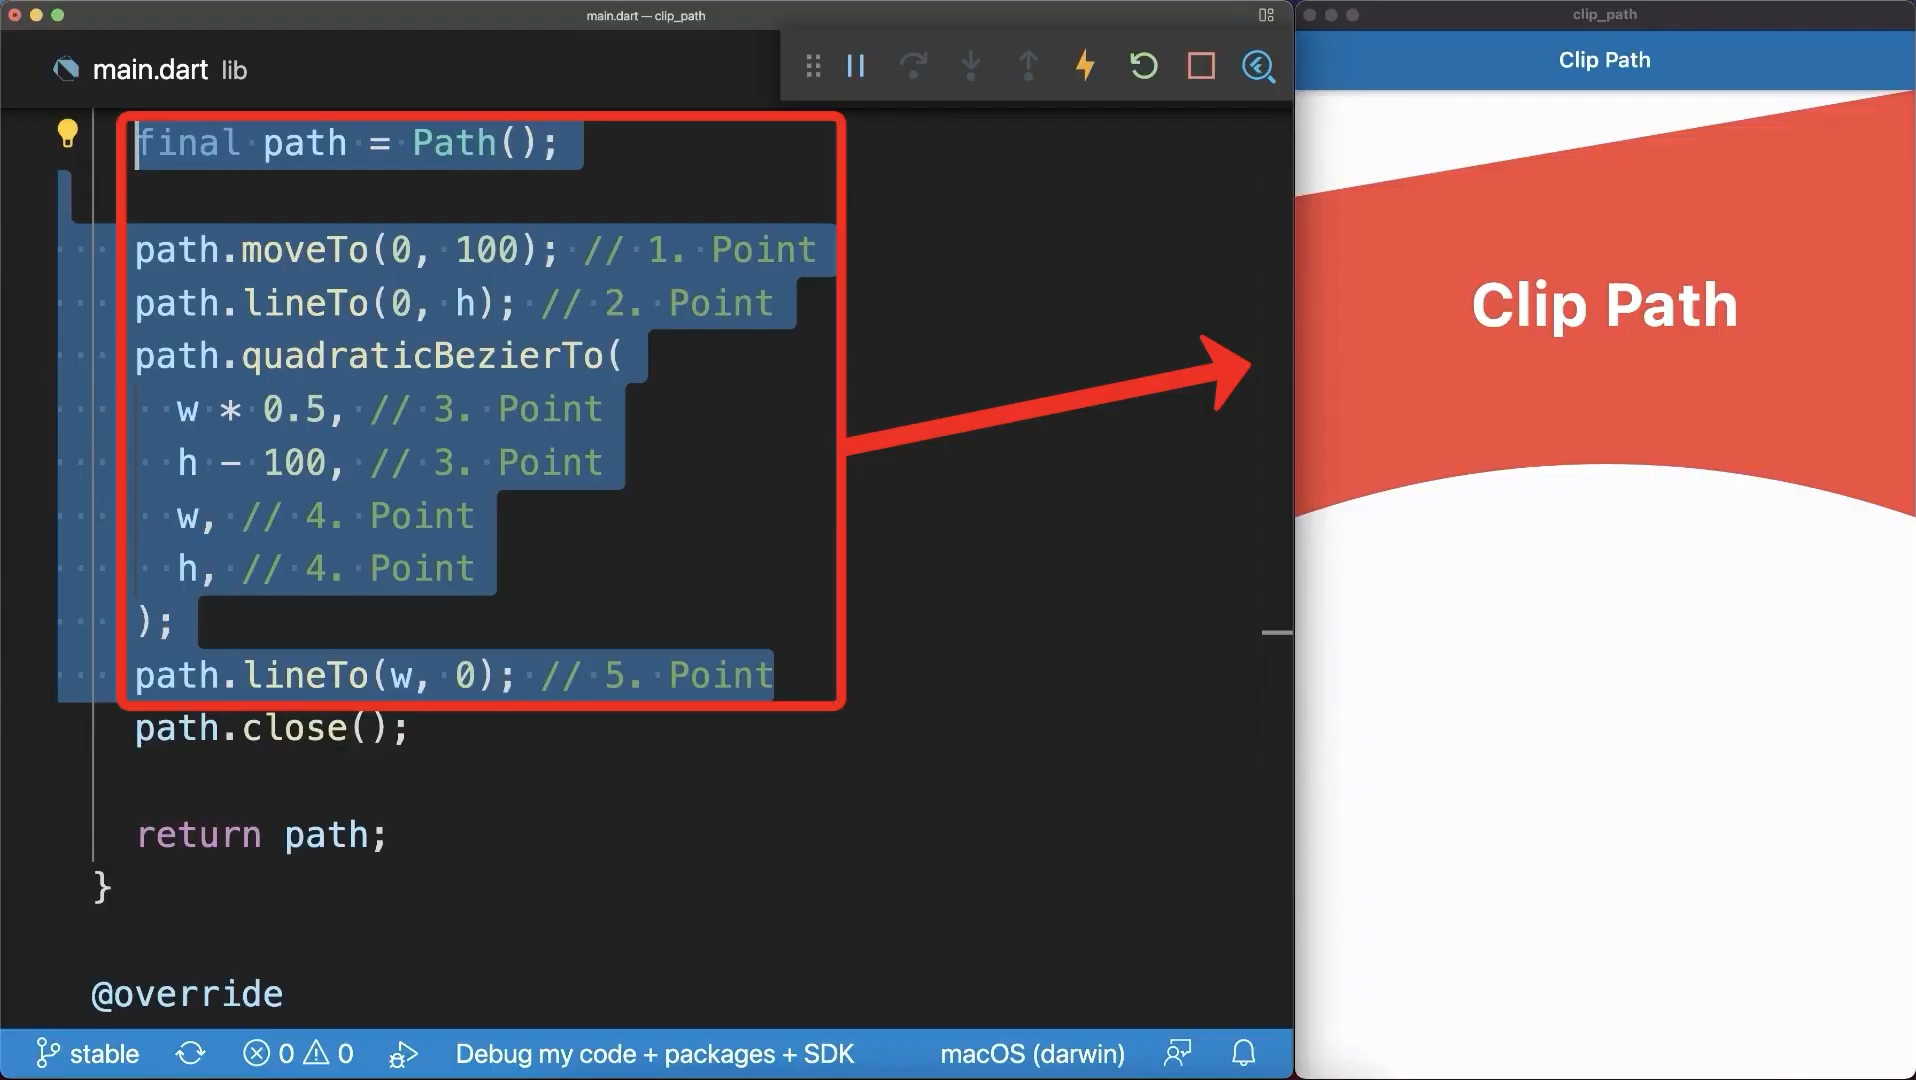 main.dart — clip_path
main.dart lib
final path = Path();
path.moveTo(0, 100); // 1. Point
path.lineTo(0, h); // 2. Point
path.quadraticBezierTo(
w * 0.5, // 3. Point
h - 100, // 3. Point
w, // 4. Point
h, // 4. Point
);
path.lineTo(w, 0); // 5. Point
path.close();
return path;
}
@override
stable 0 0 Debug my code + packages + SDK macOS (darwin)
clip_path
Clip Path
Clip Path